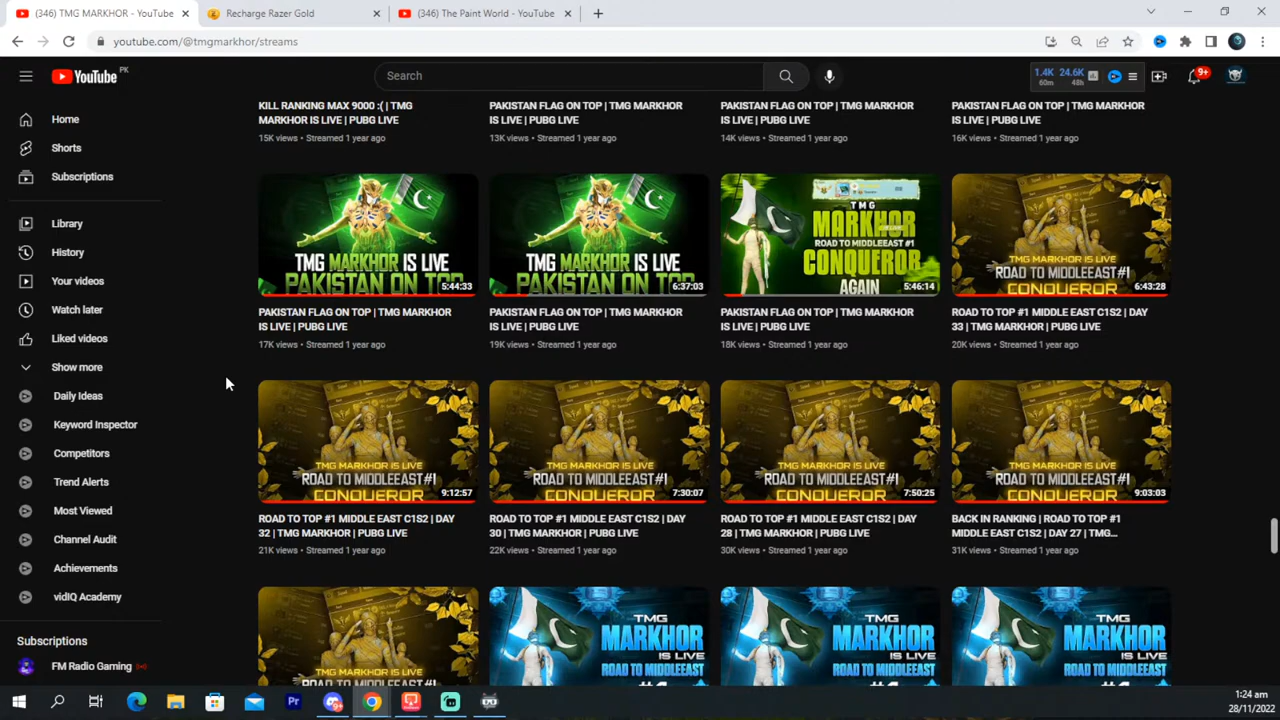 (346) TMG MARKHOR - YouTube
Recharge Razer Gold
(346) The Paint World - YouTube
youtube.com/@tmgmarkhor/streams
YouTube PK
Search
1.4K
60m
24.6K
48h
9+
Home
Shorts
Subscriptions
Library
History
Your videos
Watch later
Liked videos
Show more
Daily Ideas
Keyword Inspector
Competitors
Trend Alerts
Most Viewed
Channel Audit
Achievements
vidIQ Academy
Subscriptions
FM Radio Gaming
KILL RANKING MAX 9000 :( | TMG
MARKHOR IS LIVE | PUBG LIVE
15K views • Streamed 1 year ago
PAKISTAN FLAG ON TOP | TMG MARKHOR
IS LIVE | PUBG LIVE
13K views • Streamed 1 year ago
PAKISTAN FLAG ON TOP | TMG MARKHOR
IS LIVE | PUBG LIVE
14K views • Streamed 1 year ago
PAKISTAN FLAG ON TOP | TMG MARKHOR
IS LIVE | PUBG LIVE
16K views • Streamed 1 year ago
TMG MARKHOR IS LIVE
PAKISTAN ON TOP
5:44:33
PAKISTAN FLAG ON TOP | TMG MARKHOR
IS LIVE | PUBG LIVE
17K views • Streamed 1 year ago
TMG MARKHOR IS LIVE
PAKISTAN ON TOP
6:37:03
PAKISTAN FLAG ON TOP | TMG MARKHOR
IS LIVE | PUBG LIVE
19K views • Streamed 1 year ago
TMG
MARKHOR
ROAD TO MIDDLEEAST #1
CONQUEROR
AGAIN
5:46:14
PAKISTAN FLAG ON TOP | TMG MARKHOR
IS LIVE | PUBG LIVE
18K views • Streamed 1 year ago
TMG MARKHOR IS LIVE
ROAD TO MIDDLEEAST#1
CONQUEROR
6:43:28
ROAD TO TOP #1 MIDDLE EAST C1S2 | DAY
33 | TMG MARKHOR | PUBG LIVE
20K views • Streamed 1 year ago
TMG MARKHOR IS LIVE
ROAD TO MIDDLEEAST#1
CONQUEROR
9:12:57
ROAD TO TOP #1 MIDDLE EAST C1S2 | DAY
32 | TMG MARKHOR | PUBG LIVE
21K views • Streamed 1 year ago
TMG MARKHOR IS LIVE
ROAD TO MIDDLEEAST#1
CONQUEROR
7:30:07
ROAD TO TOP #1 MIDDLE EAST C1S2 | DAY
30 | TMG MARKHOR | PUBG LIVE
22K views • Streamed 1 year ago
TMG MARKHOR IS LIVE
ROAD TO MIDDLEEAST#1
CONQUEROR
7:50:25
ROAD TO TOP #1 MIDDLE EAST C1S2 | DAY
28 | TMG MARKHOR | PUBG LIVE
30K views • Streamed 1 year ago
TMG MARKHOR IS LIVE
ROAD TO MIDDLEEAST#1
CONQUEROR
9:03:03
BACK IN RANKING | ROAD TO TOP #1
MIDDLE EAST C1S2 | DAY 27 | TMG...
31K views • Streamed 1 year ago
TMG MARKHOR IS LIVE
TMG
MARKHOR
IS LIVE
ROAD TO MIDDLEEAST
TMG
MARKHOR
IS LIVE
ROAD TO MIDDLEEAST
TMG
MARKHOR
IS LIVE
ROAD TO MIDDLEEAST
Pr
1:24 am
28/11/2022